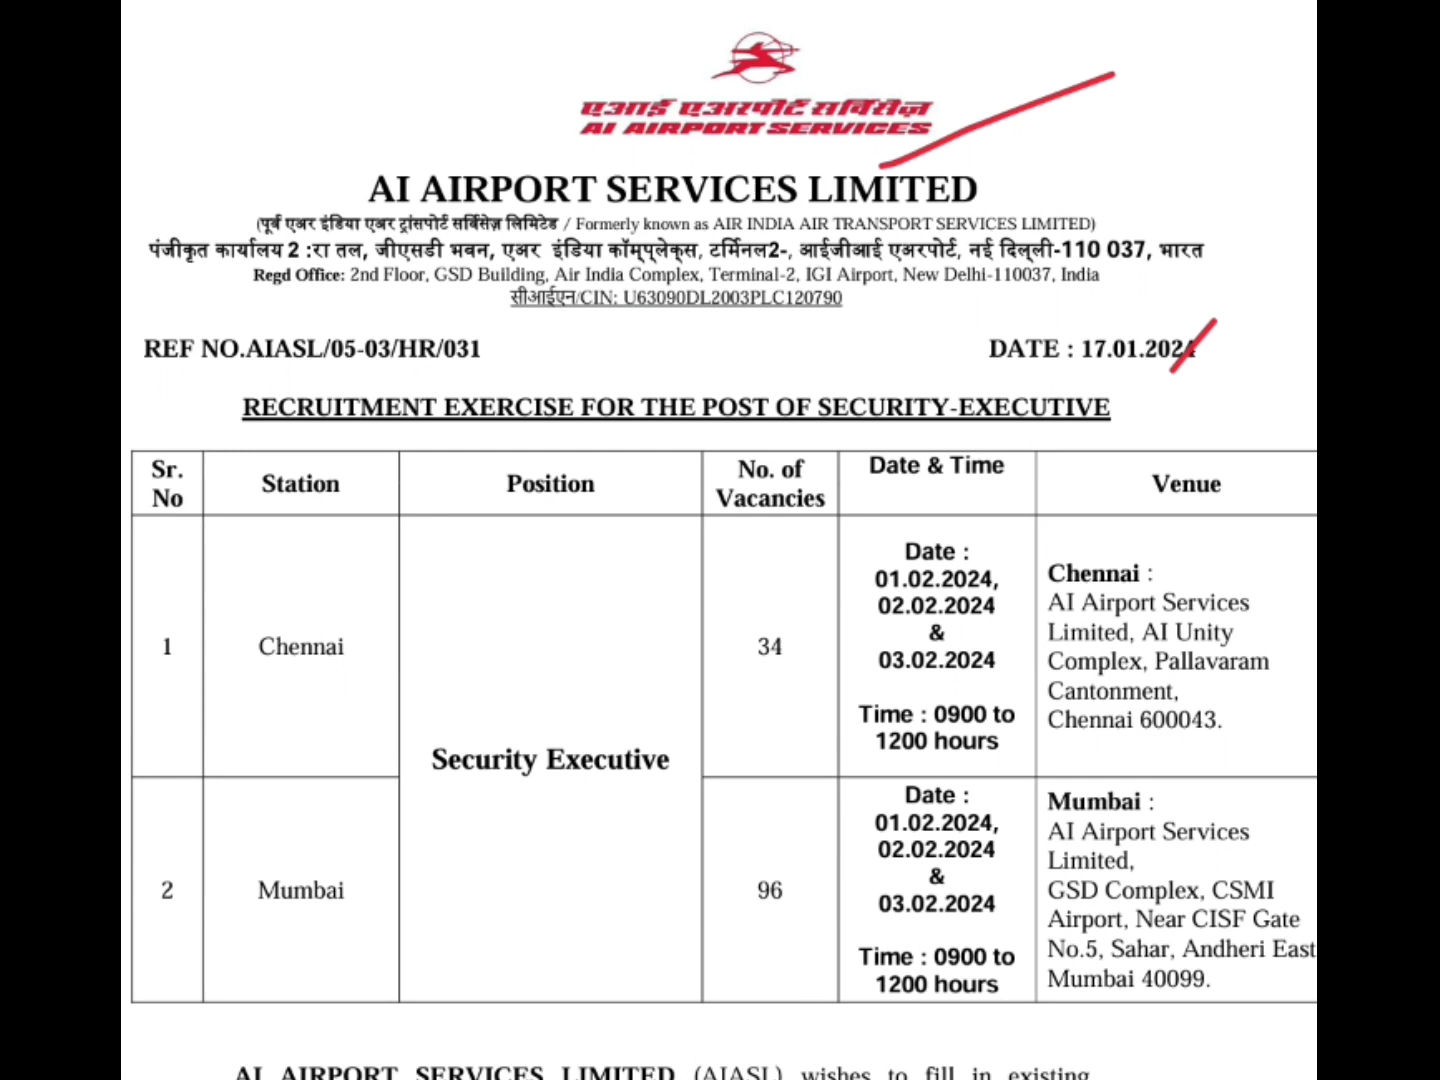 एआई एअरपोर्ट सर्विसेज़
AI AIRPORT SERVICES
AI AIRPORT SERVICES LIMITED
(पूर्व एअर इंडिया एअर ट्रांसपोर्ट सर्विसेज़ लिमिटेड / Formerly known as AIR INDIA AIR TRANSPORT SERVICES LIMITED)
पंजीकृत कार्यालय 2 :रा तल, जीएसडी भवन, एअर इंडिया कॉम्प्लेक्स, टर्मिनल2-, आईजीआई एअरपोर्ट, नई दिल्ली-110 037, भारत
Regd Office: 2nd Floor, GSD Building, Air India Complex, Terminal-2, IGI Airport, New Delhi-110037, India
सीआईएन/CIN: U63090DL2003PLC120790
REF NO.AIASL/05-03/HR/031 DATE : 17.01.2024
RECRUITMENT EXERCISE FOR THE POST OF SECURITY-EXECUTIVE
Sr. No
Station
Position
No. of Vacancies
Date & Time
Venue
1
Chennai
Security Executive
34
Date :
01.02.2024,
02.02.2024
&
03.02.2024
Time : 0900 to
1200 hours
Chennai :
AI Airport Services
Limited, AI Unity
Complex, Pallavaram
Cantonment,
Chennai 600043.
2
Mumbai
96
Date :
01.02.2024,
02.02.2024
&
03.02.2024
Time : 0900 to
1200 hours
Mumbai :
AI Airport Services
Limited,
GSD Complex, CSMI
Airport, Near CISF Gate
No.5, Sahar, Andheri East
Mumbai 40099.
AI AIRPORT SERVICES LIMITED (AIASL) wishes to fill in existing